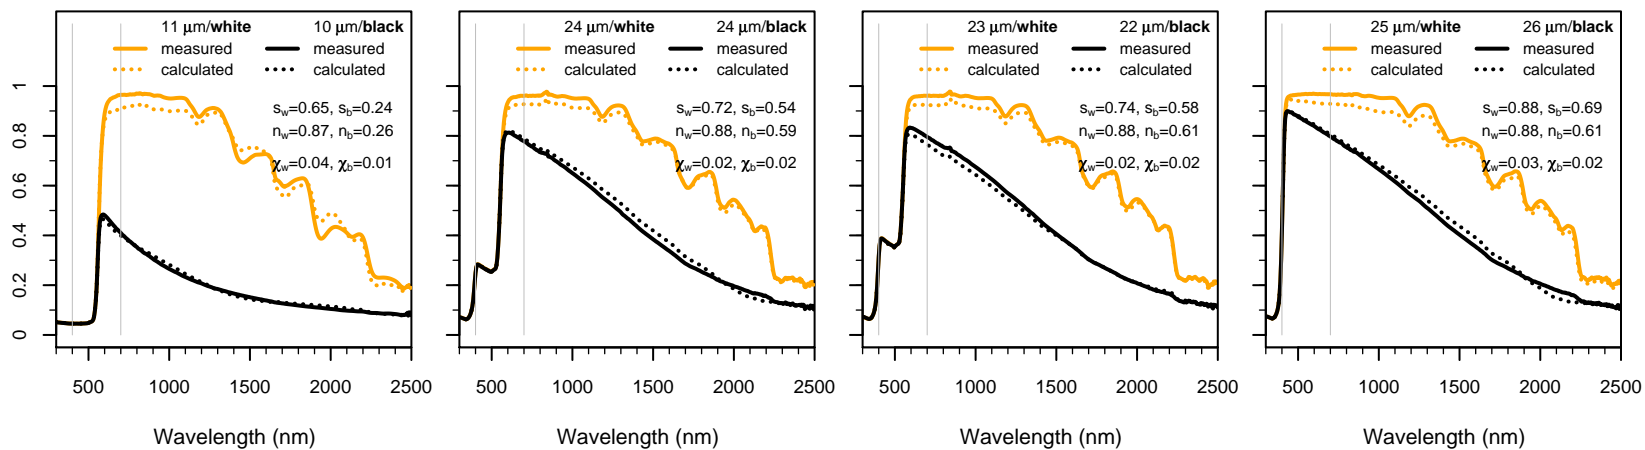 11 μm/white 10 μm/black
measured measured
calculated calculated
s_w=0.65, s_b=0.24
n_w=0.87, n_b=0.26
χ_w=0.04, χ_b=0.01
0 0.2 0.4 0.6 0.8 1
500 1000 1500 2000 2500
Wavelength (nm)
24 μm/white 24 μm/black
measured measured
calculated calculated
s_w=0.72, s_b=0.54
n_w=0.88, n_b=0.59
χ_w=0.02, χ_b=0.02
500 1000 1500 2000 2500
Wavelength (nm)
23 μm/white 22 μm/black
measured measured
calculated calculated
s_w=0.74, s_b=0.58
n_w=0.88, n_b=0.61
χ_w=0.02, χ_b=0.02
500 1000 1500 2000 2500
Wavelength (nm)
25 μm/white 26 μm/black
measured measured
calculated calculated
s_w=0.88, s_b=0.69
n_w=0.88, n_b=0.61
χ_w=0.03, χ_b=0.02
500 1000 1500 2000 2500
Wavelength (nm)